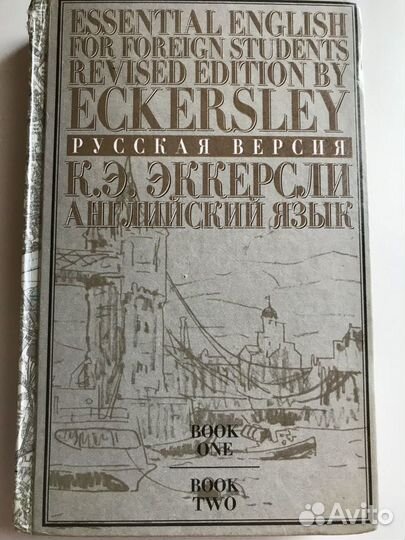 ESSENTIAL ENGLISH
FOR FOREIGN STUDENTS
REVISED EDITION BY
ECKERSLEY
РУССКАЯ ВЕРСИЯ
К.Э. ЭККЕРСЛИ
АНГЛИЙСКИЙ ЯЗЫК
BOOK
ONE
BOOK
TWO
Avito